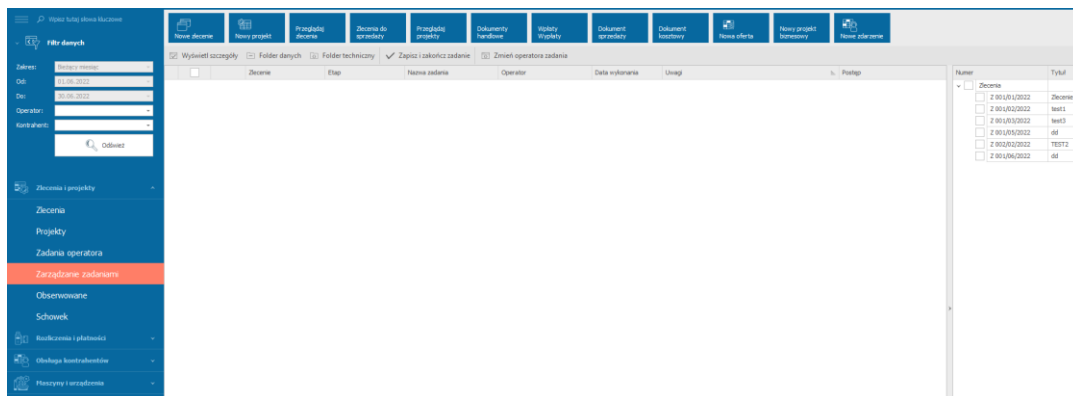 Wpisz tutaj słowa kluczowe
Filtr danych
Zakres: Bieżący miesiąc
Od: 01.06.2022
Do: 30.06.2022
Operator:
Kontrahent:
Odśwież
Zlecenia i projekty
Zlecenia
Projekty
Zadania operatora
Zarządzanie zadaniami
Obserwowane
Schowek
Rozliczenia i płatności
Obsługa kontrahentów
Maszyny i urządzenia
Nowe zlecenie
Nowy projekt
Przeglądaj zlecenia
Zlecenia do sprzedaży
Przeglądaj projekty
Dokumenty handlowe
Wpłaty Wypłaty
Dokument sprzedaży
Dokument kosztowy
Nowa oferta
Nowy projekt biznesowy
Nowe zdarzenie
Wyświetl szczegóły Folder danych Folder techniczny Zapisz i zakończ zadanie Zmień operatora zadania
Zlecenie Etap Nazwa zadania Operator Data wykonania Uwagi Postęp
Numer Tytuł
Zlecenia
Z 001/01/2022 Zlecenie
Z 001/02/2022 test1
Z 001/03/2022 test3
Z 001/05/2022 dd
Z 002/02/2022 TEST2
Z 001/06/2022 dd